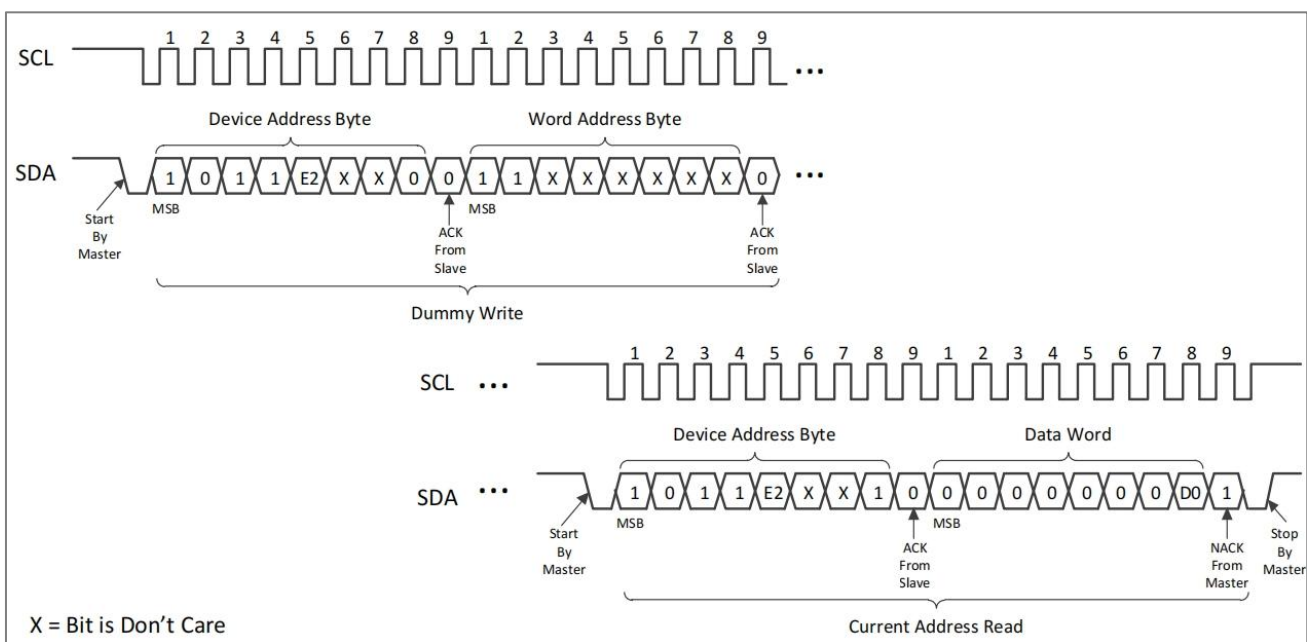 1 2 3 4 5 6 7 8 9 1 2 3 4 5 6 7 8 9
SCL ...
Device Address Byte Word Address Byte
SDA 1 0 1 1 E2 X X 0 0 1 1 X X X X X X 0 ...
MSB MSB
Start By Master
ACK From Slave
ACK From Slave
Dummy Write
1 2 3 4 5 6 7 8 9 1 2 3 4 5 6 7 8 9
SCL ...
Device Address Byte Data Word
SDA ... 1 0 1 1 E2 X X 1 0 0 0 0 0 0 0 0 D0 1
MSB MSB
Start By Master
ACK From Slave
NACK From Master
Stop By Master
X = Bit is Don't Care
Current Address Read